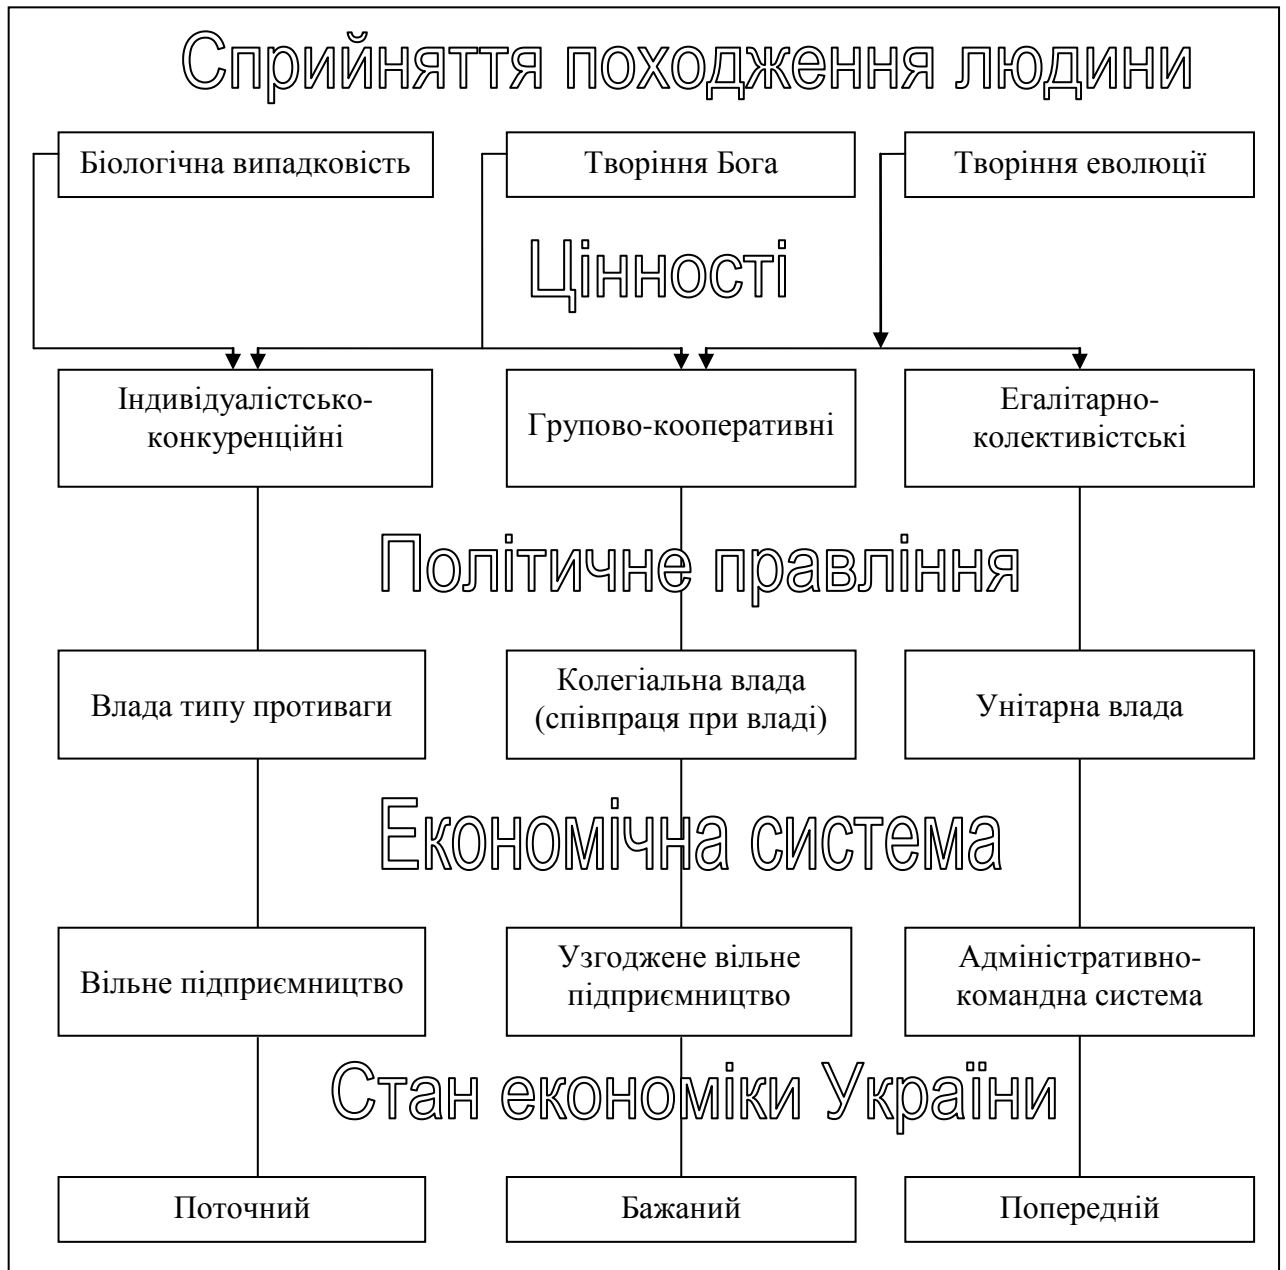 Сприйняття походження людини
Біологічна випадковість
Творіння Бога
Творіння еволюції
Цінності
Індивідуалістсько-
конкуренційні
Групово-кооперативні
Егалітарно-
колективістські
Політичне правління
Влада типу противаги
Колегіальна влада
(співпраця при владі)
Унітарна влада
Економічна система
Вільне підприємництво
Узгоджене вільне
підприємництво
Адміністративно-
командна система
Стан економіки України
Поточний
Бажаний
Попередній